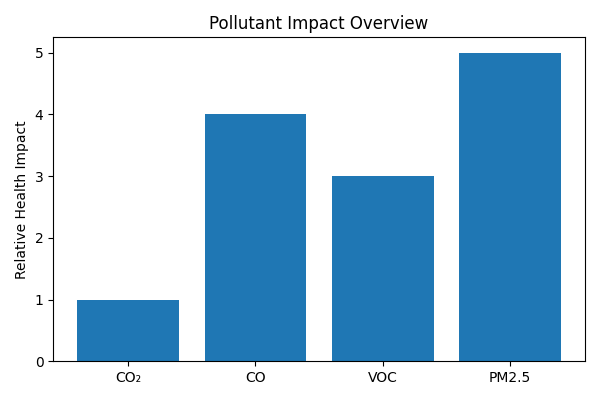 Pollutant Impact Overview
Relative Health Impact
5
4
3
2
1
0
CO₂ CO VOC PM2.5